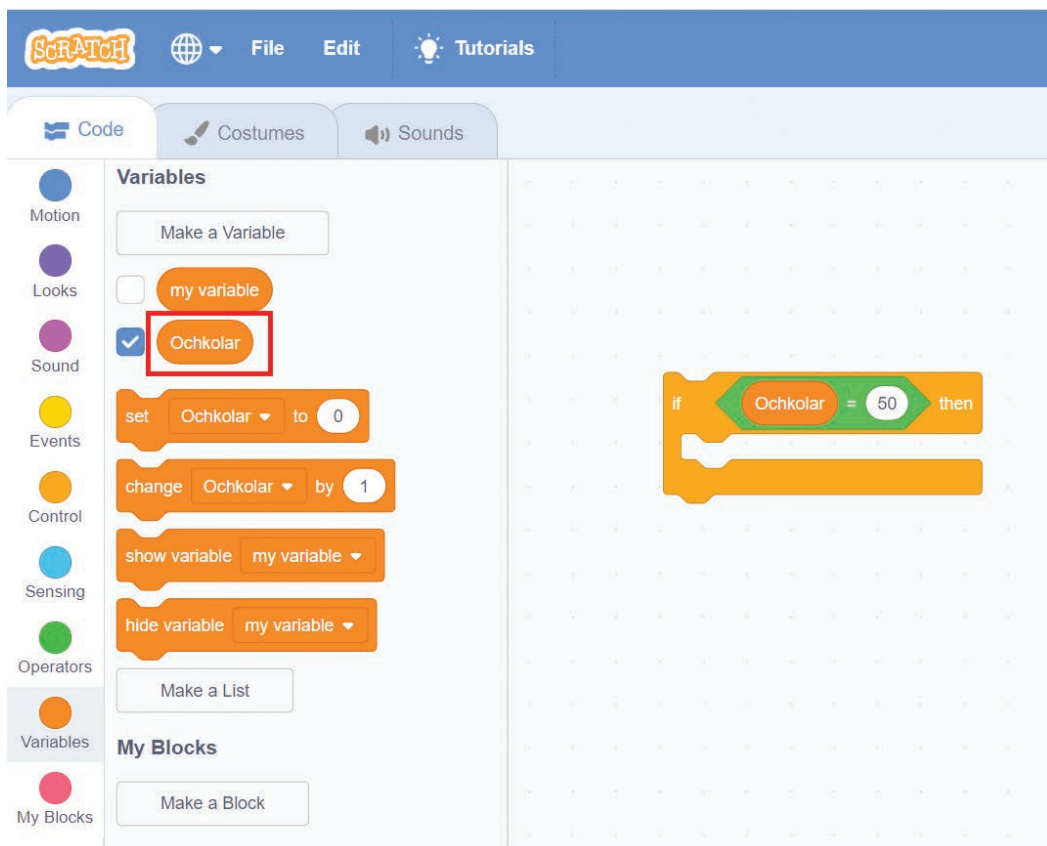 SCRATCH File Edit Tutorials
Code Costumes Sounds
Motion
Looks
Sound
Events
Control
Sensing
Operators
Variables
My Blocks
Variables
Make a Variable
my variable
Ochkolar
set Ochkolar to 0
change Ochkolar by 1
show variable my variable
hide variable my variable
Make a List
My Blocks
Make a Block
if Ochkolar = 50 then